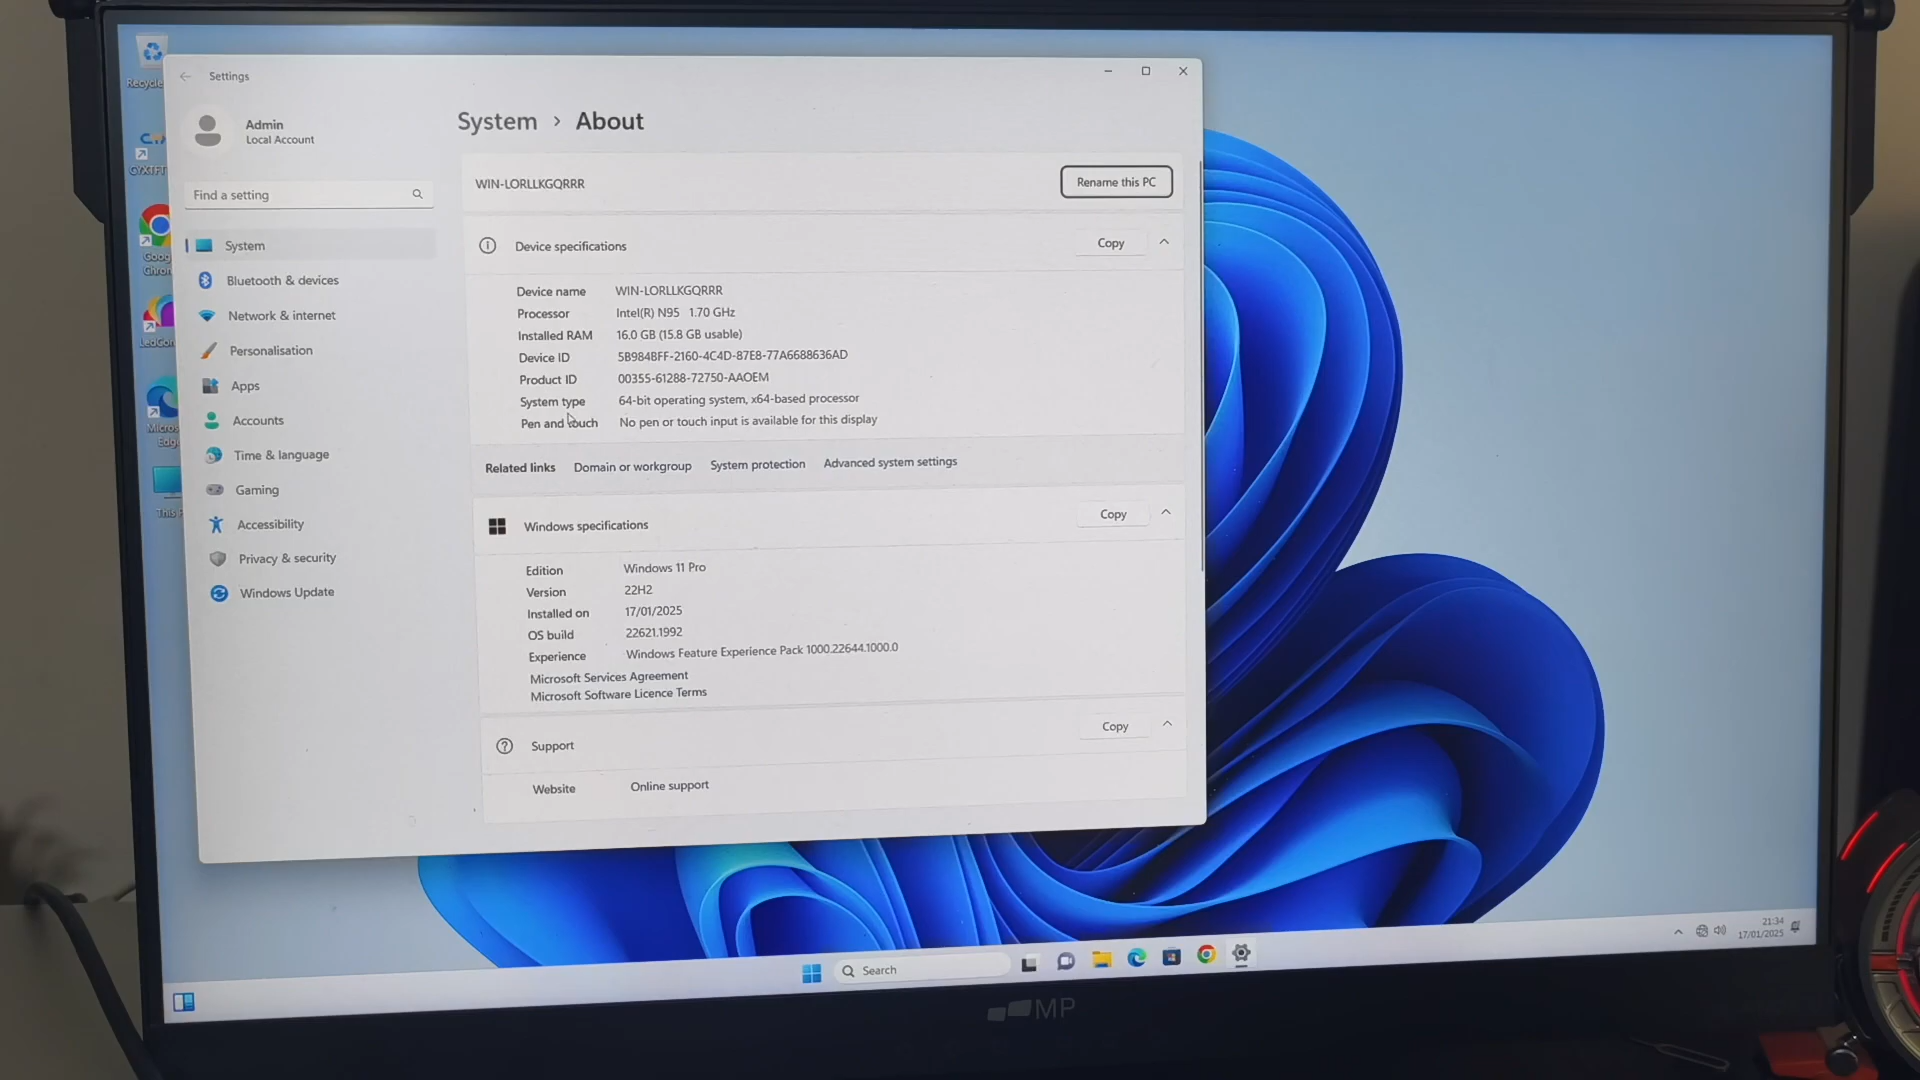 Settings
Admin
Local Account
Find a setting
System
Bluetooth & devices
Network & internet
Personalisation
Apps
Accounts
Time & language
Gaming
Accessibility
Privacy & security
Windows Update
System › About
WIN-LORLLKGQRRR
Rename this PC
Device specifications
Copy
Device name WIN-LORLLKGQRRR
Processor Intel(R) N95 1.70 GHz
Installed RAM 16.0 GB (15.8 GB usable)
Device ID 5B984BFF-2160-4C4D-87E8-77A6688636AD
Product ID 00355-61288-72750-AAOEM
System type 64-bit operating system, x64-based processor
Pen and touch No pen or touch input is available for this display
Related links Domain or workgroup System protection Advanced system settings
Windows specifications
Copy
Edition Windows 11 Pro
Version 22H2
Installed on 17/01/2025
OS build 22621.1992
Experience Windows Feature Experience Pack 1000.22644.1000.0
Microsoft Services Agreement
Microsoft Software Licence Terms
Support
Copy
Website Online support
Search
21:34
17/01/2025
MP